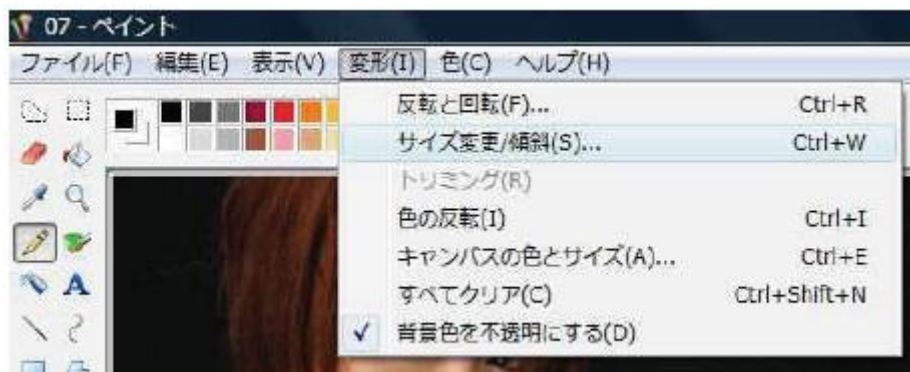 07 - ペイント
ファイル(F) 編集(E) 表示(V) 変形(I) 色(C) ヘルプ(H)
反転と回転(F)... Ctrl+R
サイズ変更/傾斜(S)... Ctrl+W
トリミング(R)
色の反転(I) Ctrl+I
キャンバスの色とサイズ(A)... Ctrl+E
すべてクリア(C) Ctrl+Shift+N
背景色を不透明にする(D)
A